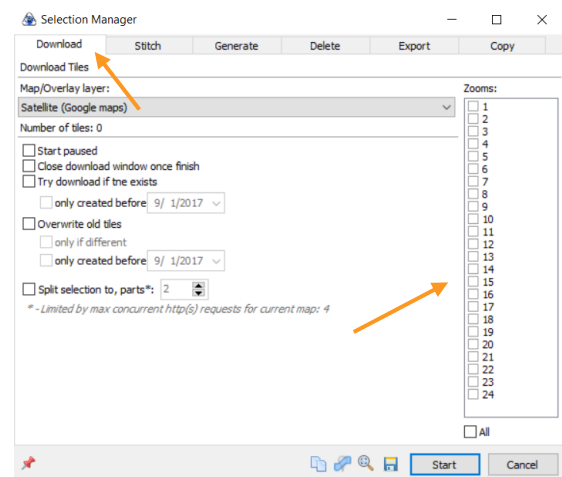 Selection Manager
Download Stitch Generate Delete Export Copy
Download Tiles
Map/Overlay layer:
Satellite (Google maps)
Number of tiles: 0
Start paused
Close download window once finish
Try download if tne exists
only created before 9/ 1/2017
Overwrite old tiles
only if different
only created before 9/ 1/2017
Split selection to, parts*: 2
* - Limited by max concurrent http(s) requests for current map: 4
Zooms:
1
2
3
4
5
6
7
8
9
10
11
12
13
14
15
16
17
18
19
20
21
22
23
24
All
Start Cancel